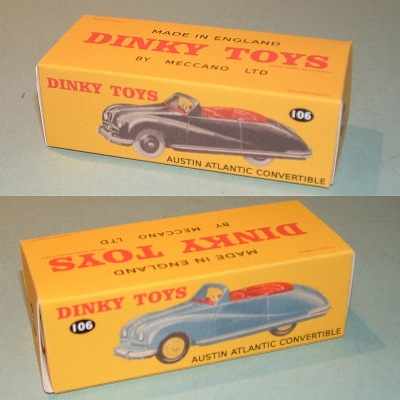 MADE IN ENGLAND
DINKY TOYS
BY MECCANO LTD
DINKY TOYS
106
AUSTIN ATLANTIC CONVERTIBLE
MADE IN ENGLAND
DINKY TOYS
BY MECCANO LTD
DINKY TOYS
106
AUSTIN ATLANTIC CONVERTIBLE